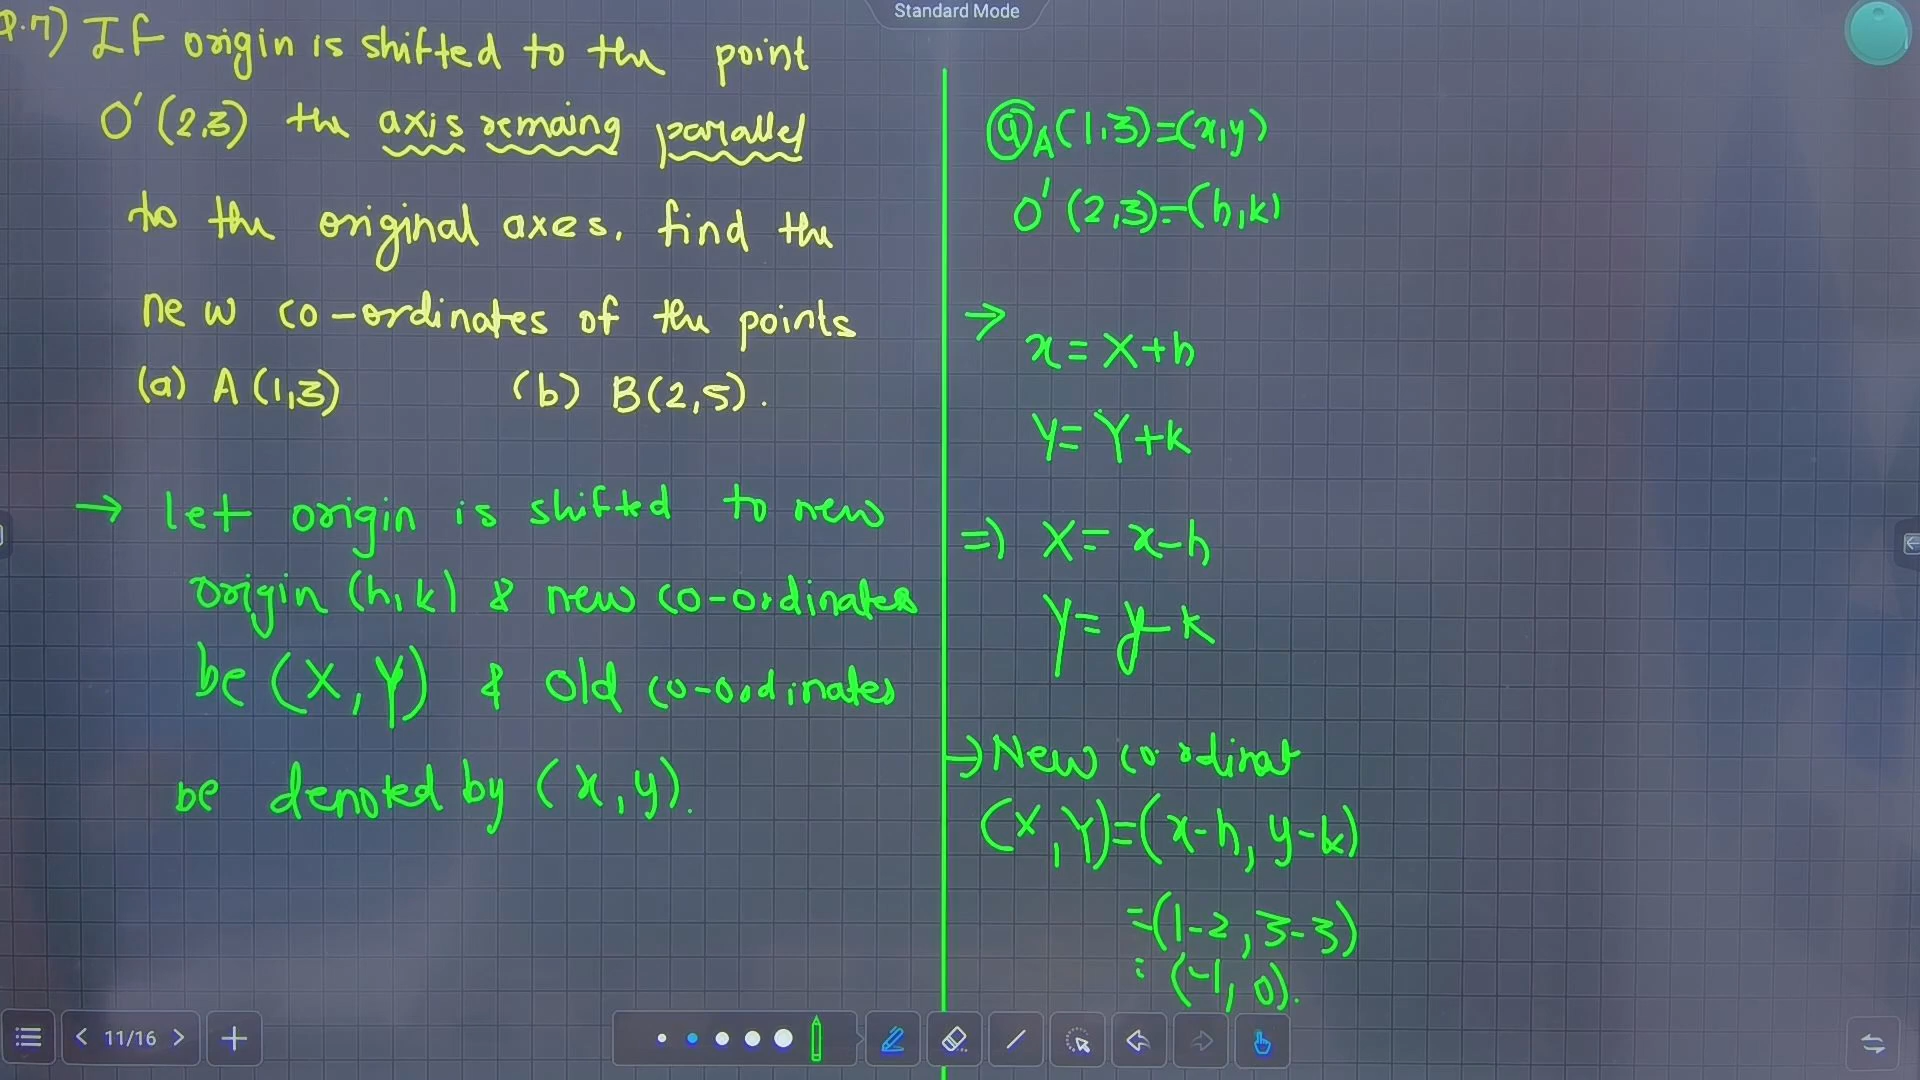 Standard Mode
Q.7) If origin is shifted to the point
O'(2,3) the axis remaing parallel
to the original axes. find the
new co-ordinates of the points
(a) A(1,3) (b) B(2,5).
→ let origin is shifted to new
origin (h,k) & new co-ordinates
be (X,Y) & old co-ordinates
be denoted by (x,y).
ⓐ A(1,3)=(x,y)
O'(2,3)=(h,k)
→ x=X+h
y=Y+k
=) X=x-h
Y=y-k
→ New co-ordinat
(X,Y)=(x-h, y-k)
=(1-2, 3-3)
=(-1, 0).
11/16